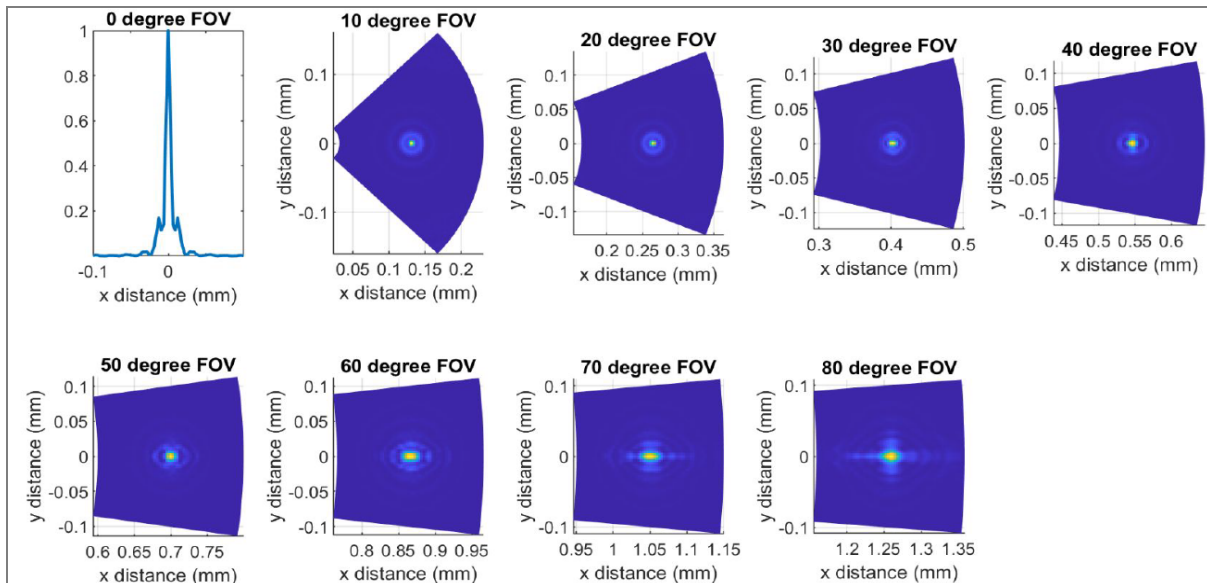 0 degree FOV
1
0.8
0.6
0.4
0.2
-0.1
0
x distance (mm)
10 degree FOV
y distance (mm)
0.1
0
-0.1
0.05
0.1
0.15
0.2
x distance (mm)
20 degree FOV
y distance (mm)
0.1
0.05
0
-0.05
-0.1
0.2
0.25
0.3
0.35
x distance (mm)
30 degree FOV
y distance (mm)
0.1
0.05
0
-0.05
-0.1
0.3
0.4
0.5
x distance (mm)
40 degree FOV
y distance (mm)
0.1
0.05
0
-0.05
-0.1
0.45
0.5
0.55
0.6
x distance (mm)
50 degree FOV
y distance (mm)
0.1
0.05
0
-0.05
-0.1
0.6
0.65
0.7
0.75
x distance (mm)
60 degree FOV
y distance (mm)
0.1
0.05
0
-0.05
-0.1
0.8
0.85
0.9
0.95
x distance (mm)
70 degree FOV
y distance (mm)
0.1
0.05
0
-0.05
-0.1
0.95
1
1.05
1.1
1.15
x distance (mm)
80 degree FOV
y distance (mm)
0.1
0
-0.1
1.2
1.25
1.3
1.35
x distance (mm)